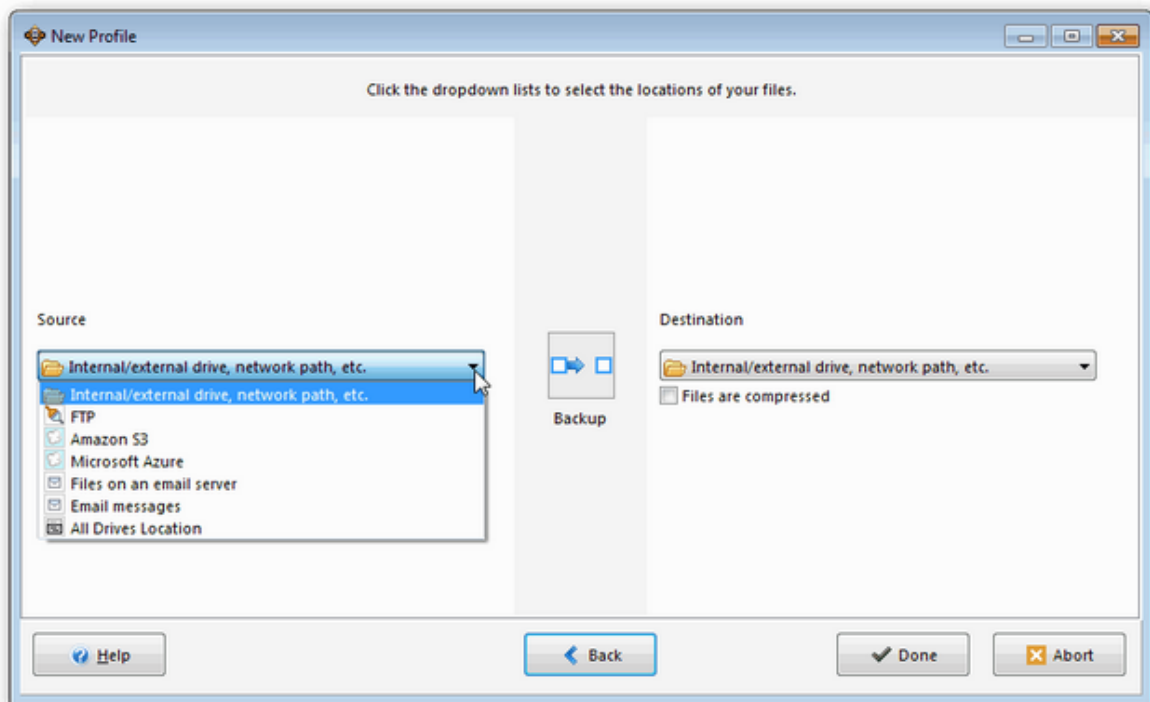 New Profile
Click the dropdown lists to select the locations of your files.
Source
Internal/external drive, network path, etc.
Internal/external drive, network path, etc.
FTP
Amazon S3
Microsoft Azure
Files on an email server
Email messages
All Drives Location
Backup
Destination
Internal/external drive, network path, etc.
Files are compressed
Help
Back
Done
Abort